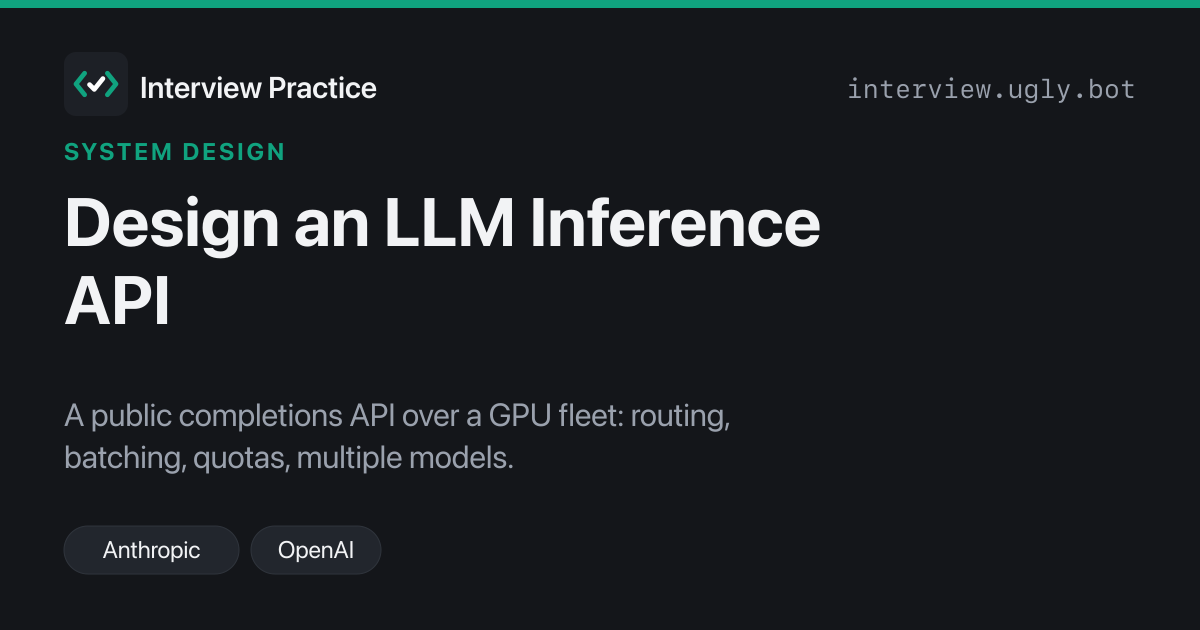 Interview Practice
interview.ugly.bot
SYSTEM DESIGN
Design an LLM Inference
API
A public completions API over a GPU fleet: routing,
batching, quotas, multiple models.
Anthropic
OpenAI